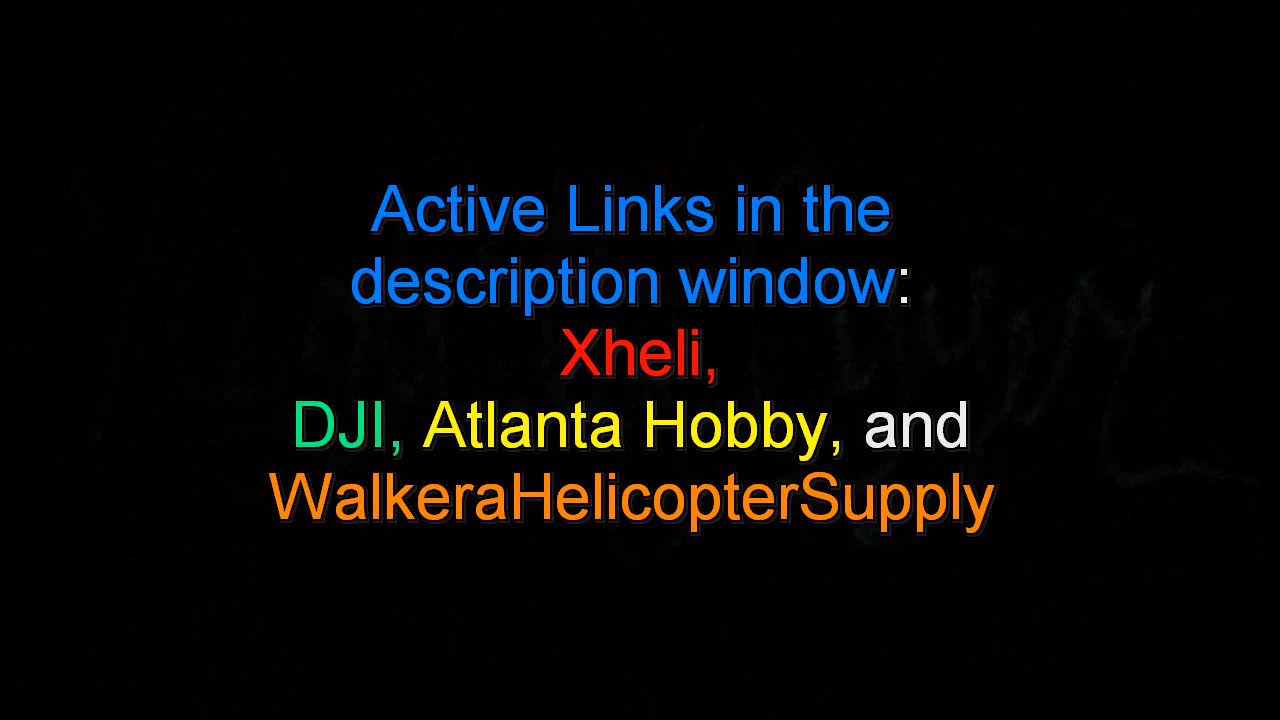 Active Links in the
description window:
Xheli,
DJI, Atlanta Hobby, and
WalkeraHelicopterSupply